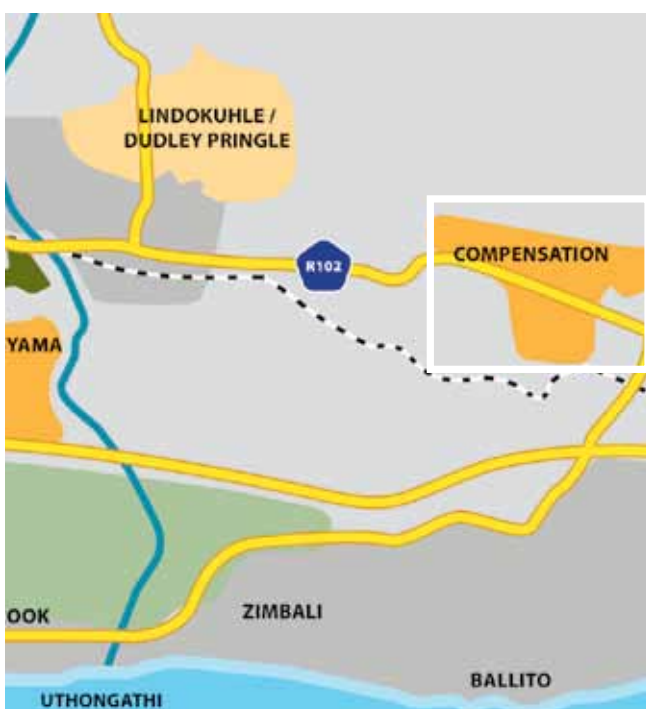 LINDOKUHLE /
DUDLEY PRINGLE
R102
COMPENSATION
YAMA
OOK
ZIMBALI
BALLITO
UTHONGATHI